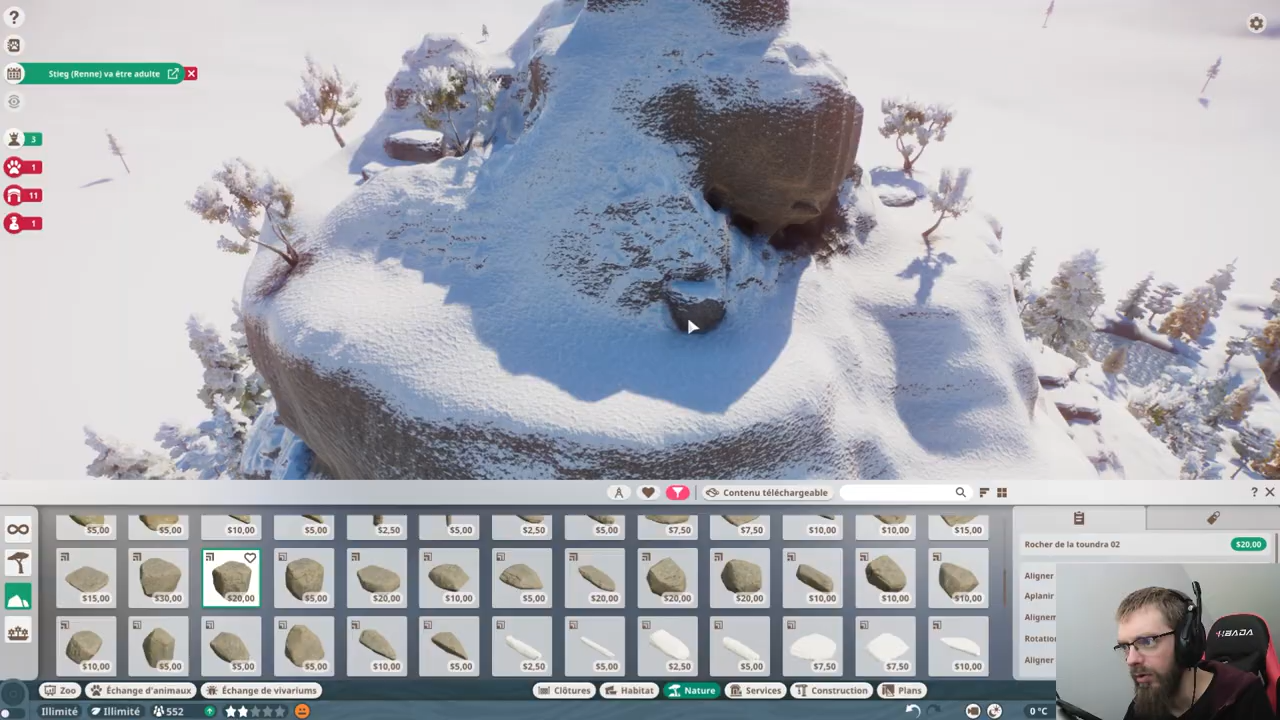 ?
Stieg (Renne) va être adulte
3
1
11
1
Contenu téléchargeable
?
$5,00 $5,00 $10,00 $5,00 $2,50 $5,00 $2,50 $5,00 $7,50 $7,50 $10,00 $10,00 $15,00
$15,00 $30,00 $20,00 $5,00 $20,00 $10,00 $5,00 $20,00 $20,00 $20,00 $10,00 $10,00 $10,00
$10,00 $5,00 $5,00 $5,00 $10,00 $5,00 $2,50 $5,00 $2,50 $5,00 $7,50 $7,50 $10,00
Rocher de la toundra 02 $20,00
Aligner
Aplanir
Alignem
Rotatio
Aligner
HBADA
Zoo Échange d'animaux Échange de vivariums Clôtures Habitat Nature Services Construction Plans
Illimité Illimité 552 0 °C